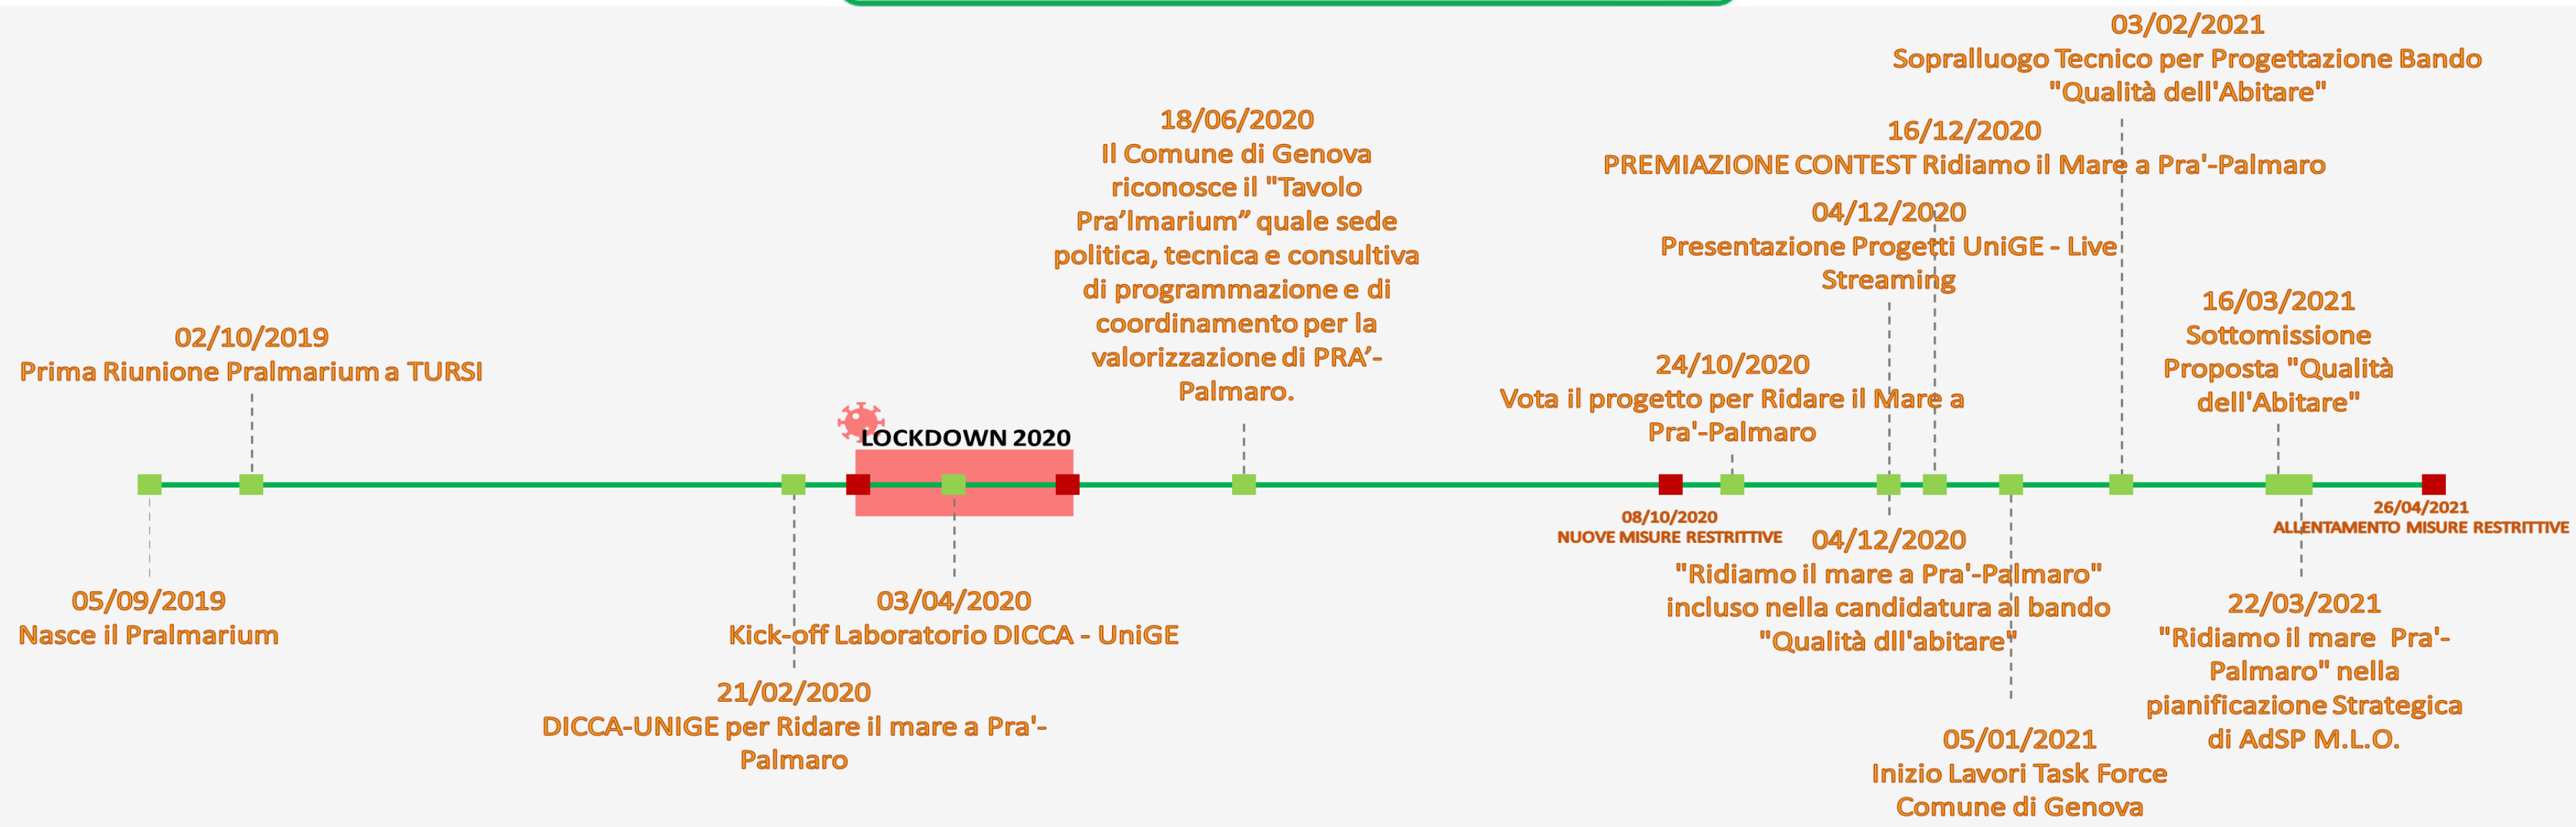 03/02/2021
Sopralluogo Tecnico per Progettazione Bando
"Qualità dell'Abitare"
18/06/2020
Il Comune di Genova
riconosce il "Tavolo
Pra’lmarium” quale sede
politica, tecnica e consultiva
di programmazione e di
coordinamento per la
valorizzazione di PRA’-
Palmaro.
16/12/2020
PREMIAZIONE CONTEST Ridiamo il Mare a Pra'-Palmaro
04/12/2020
Presentazione Progetti UniGE - Live
Streaming
16/03/2021
Sottomissione
Proposta "Qualità
dell'Abitare"
02/10/2019
Prima Riunione Pralmarium a TURSI
24/10/2020
Vota il progetto per Ridare il Mare a
Pra'-Palmaro
LOCKDOWN 2020
08/10/2020
NUOVE MISURE RESTRITTIVE
26/04/2021
ALLENTAMENTO MISURE RESTRITTIVE
05/09/2019
Nasce il Pralmarium
03/04/2020
Kick-off Laboratorio DICCA - UniGE
21/02/2020
DICCA-UNIGE per Ridare il mare a Pra'-
Palmaro
04/12/2020
"Ridiamo il mare a Pra'-Palmaro"
incluso nella candidatura al bando
"Qualità dll'abitare"
05/01/2021
Inizio Lavori Task Force
Comune di Genova
22/03/2021
"Ridiamo il mare  Pra'-
Palmaro" nella
pianificazione Strategica
di AdSP M.L.O.